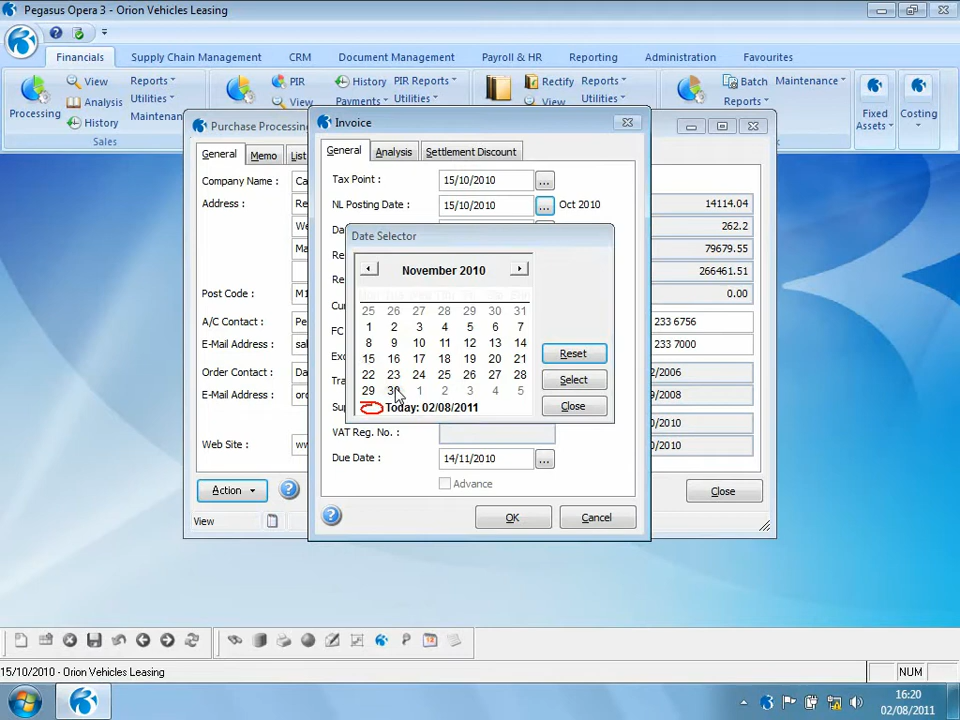 Pegasus Opera 3 - Orion Vehicles Leasing
Financials Supply Chain Management CRM Document Management Payroll & HR Reporting Administration Favourites
Processing
View
Analysis
History
Reports
Utilities
Sales
PIR
View
History
Payments
PIR Reports
Utilities
Rectify
View
Reports
Utilities
Batch
Reports
Maintenance
Fixed
Assets
Costing
General Memo
Company Name :
Address :
Post Code :
A/C Contact :
E-Mail Address :
Order Contact :
E-Mail Address :
Web Site :
14114.04
262.2
79679.55
266461.51
0.00
233 6756
233 7000
Action
Close
View
Invoice
General Analysis Settlement Discount
Tax Point : 15/10/2010 ...
NL Posting Date : 15/10/2010 ... Oct 2010
Date Selector
November 2010
25 26 27 28 29 30 31
1 2 3 4 5 6 7
8 9 10 11 12 13 14
15 16 17 18 19 20 21
22 23 24 25 26 27 28
29 30 1 2 3 4 5
Today: 02/08/2011
Reset
Select
Close
VAT Reg. No. :
Due Date : 14/11/2010 ...
Advance
OK Cancel
15/10/2010 - Orion Vehicles Leasing
NUM
16:20
02/08/2011